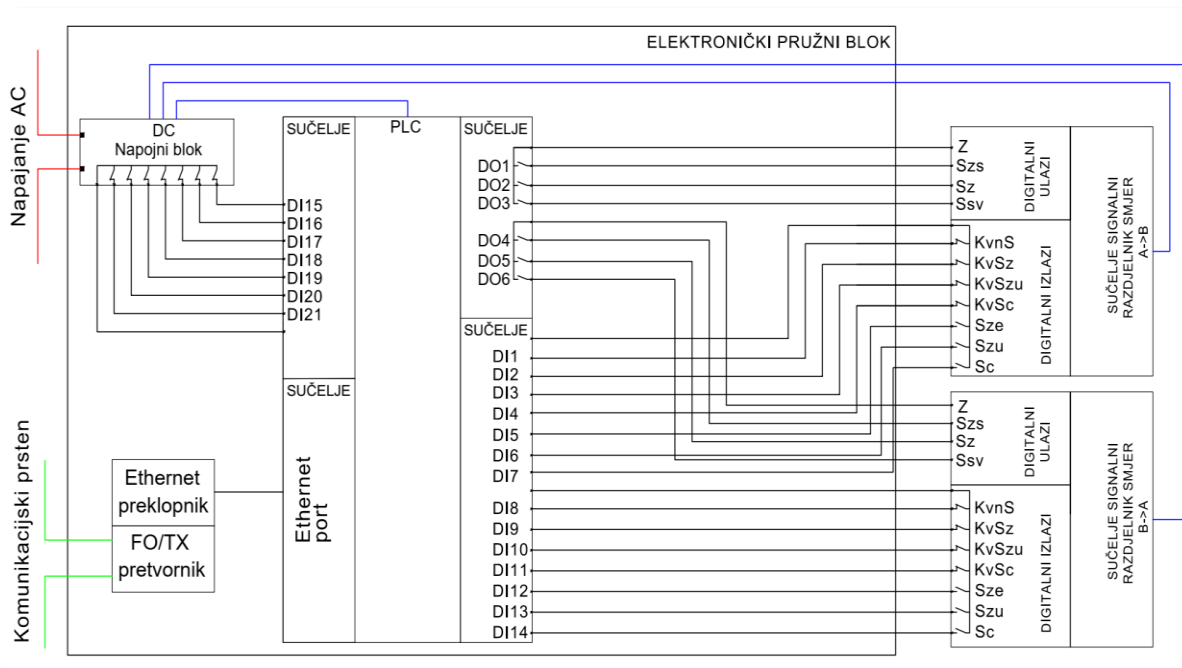 ELEKTRONIČKI PRUŽNI BLOK
Napajanje AC
DC
Napojni blok
SUČELJE
DI15
DI16
DI17
DI18
DI19
DI20
DI21
PLC
SUČELJE
DO1
DO2
DO3
DO4
DO5
DO6
SUČELJE
DI1
DI2
DI3
DI4
DI5
DI6
DI7
DI8
DI9
DI10
DI11
DI12
DI13
DI14
SUČELJE
Ethernet
port
Komunikacijski prsten
Ethernet
preklopnik
FO/TX
pretvornik
Z
Szs
Sz
Ssv
DIGITALNI
ULAZI
KvnS
KvSz
KvSzu
KvSc
Sze
Szu
Sc
DIGITALNI IZLAZI
SUČELJE SIGNALNI
RAZDJELNIK SMJER
A->B
Z
Szs
Sz
Ssv
DIGITALNI
ULAZI
KvnS
KvSz
KvSzu
KvSc
Sze
Szu
Sc
DIGITALNI IZLAZI
SUČELJE SIGNALNI
RAZDJELNIK SMJER
B->A